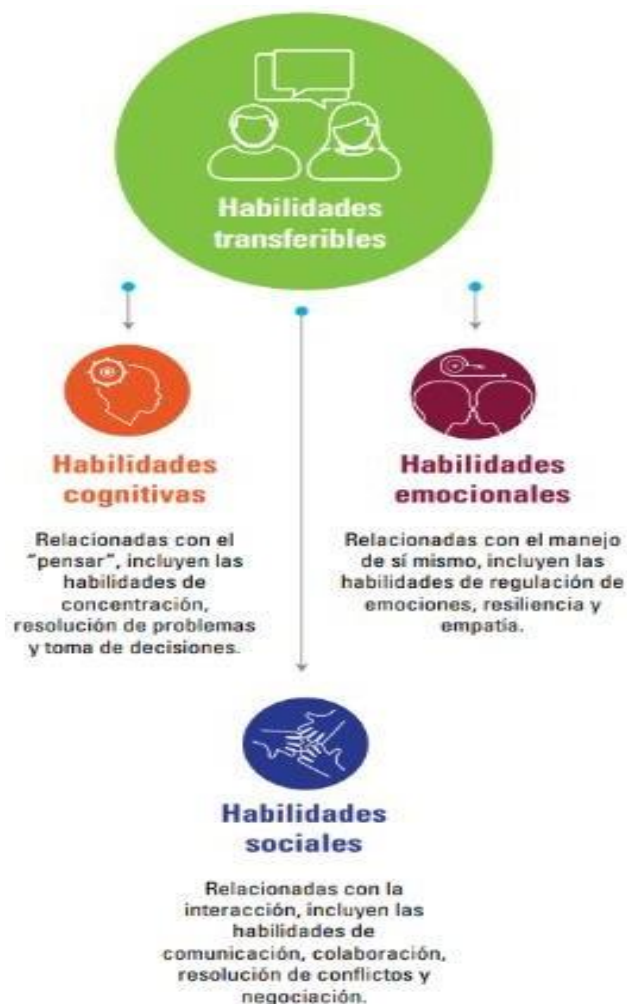 Habilidades
transferibles
Habilidades
cognitivas
Relacionadas con el
"pensar", incluyen las
habilidades de
concentración,
resolución de problemas
y toma de decisiones.
Habilidades
emocionales
Relacionadas con el manejo
de sí mismo, incluyen las
habilidades de regulación de
emociones, resiliencia y
empatía.
Habilidades
sociales
Relacionadas con la
interacción, incluyen las
habilidades de
comunicación, colaboración,
resolución de conflictos y
negociación.